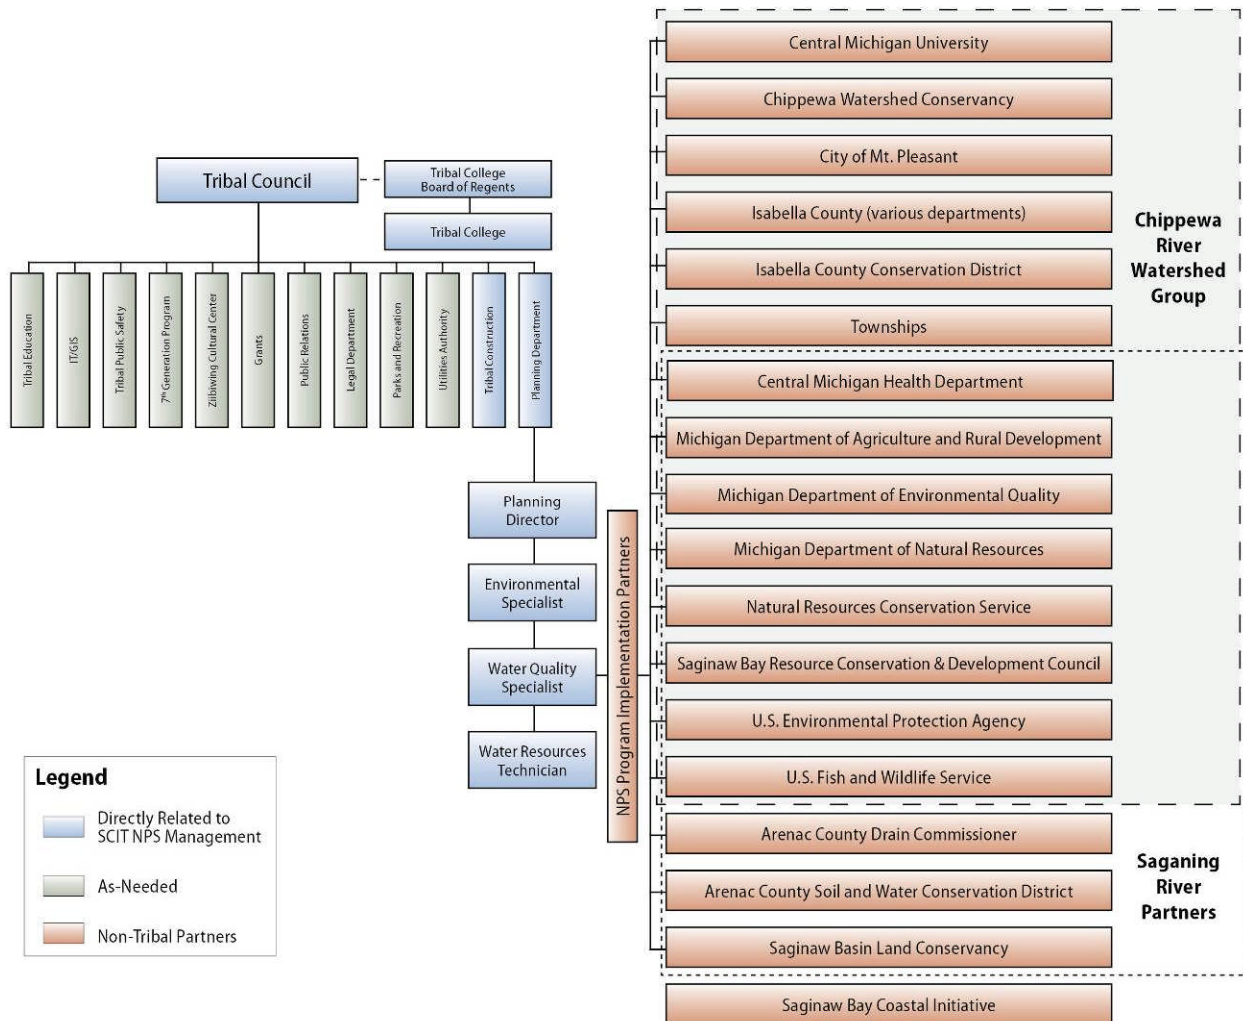 Tribal Council
Tribal College
Board of Regents
Tribal College
Tribal Education
IT/GIS
Tribal Public Safety
7th Generation Program
Ziibiwing Cultural Center
Grants
Public Relations
Legal Department
Parks and Recreation
Utilities Authority
Tribal Construction
Planning Department
Planning
Director
Environmental
Specialist
Water Quality
Specialist
Water Resources
Technician
NPS Program Implementation Partners
Central Michigan University
Chippewa Watershed Conservancy
City of Mt. Pleasant
Isabella County (various departments)
Isabella County Conservation District
Townships
Central Michigan Health Department
Michigan Department of Agriculture and Rural Development
Michigan Department of Environmental Quality
Michigan Department of Natural Resources
Natural Resources Conservation Service
Saginaw Bay Resource Conservation & Development Council
U.S. Environmental Protection Agency
U.S. Fish and Wildlife Service
Arenac County Drain Commissioner
Arenac County Soil and Water Conservation District
Saginaw Basin Land Conservancy
Saginaw Bay Coastal Initiative
Chippewa
River
Watershed
Group
Saganing
River
Partners
Legend
Directly Related to
SCIT NPS Management
As-Needed
Non-Tribal Partners